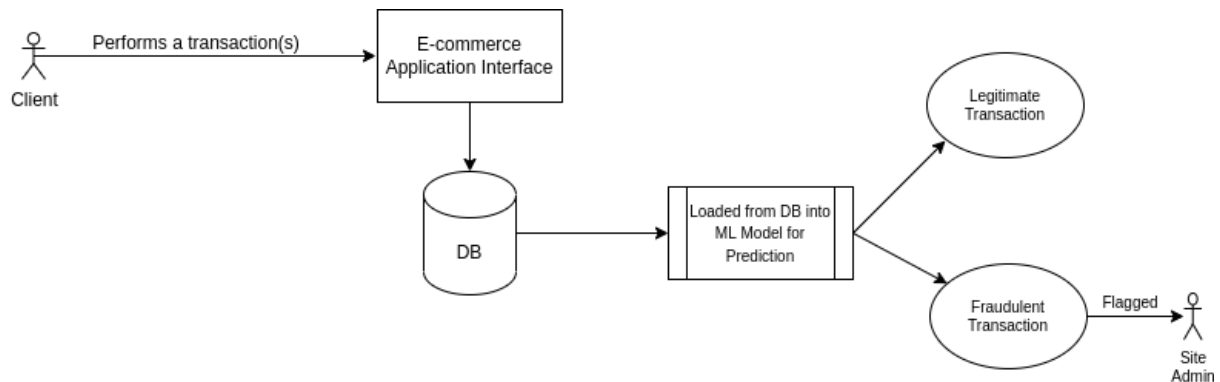 Performs a transaction(s)
Client
E-commerce
Application Interface
DB
Loaded from DB into
ML Model for
Prediction
Legitimate
Transaction
Fraudulent
Transaction
Flagged
Site
Admin